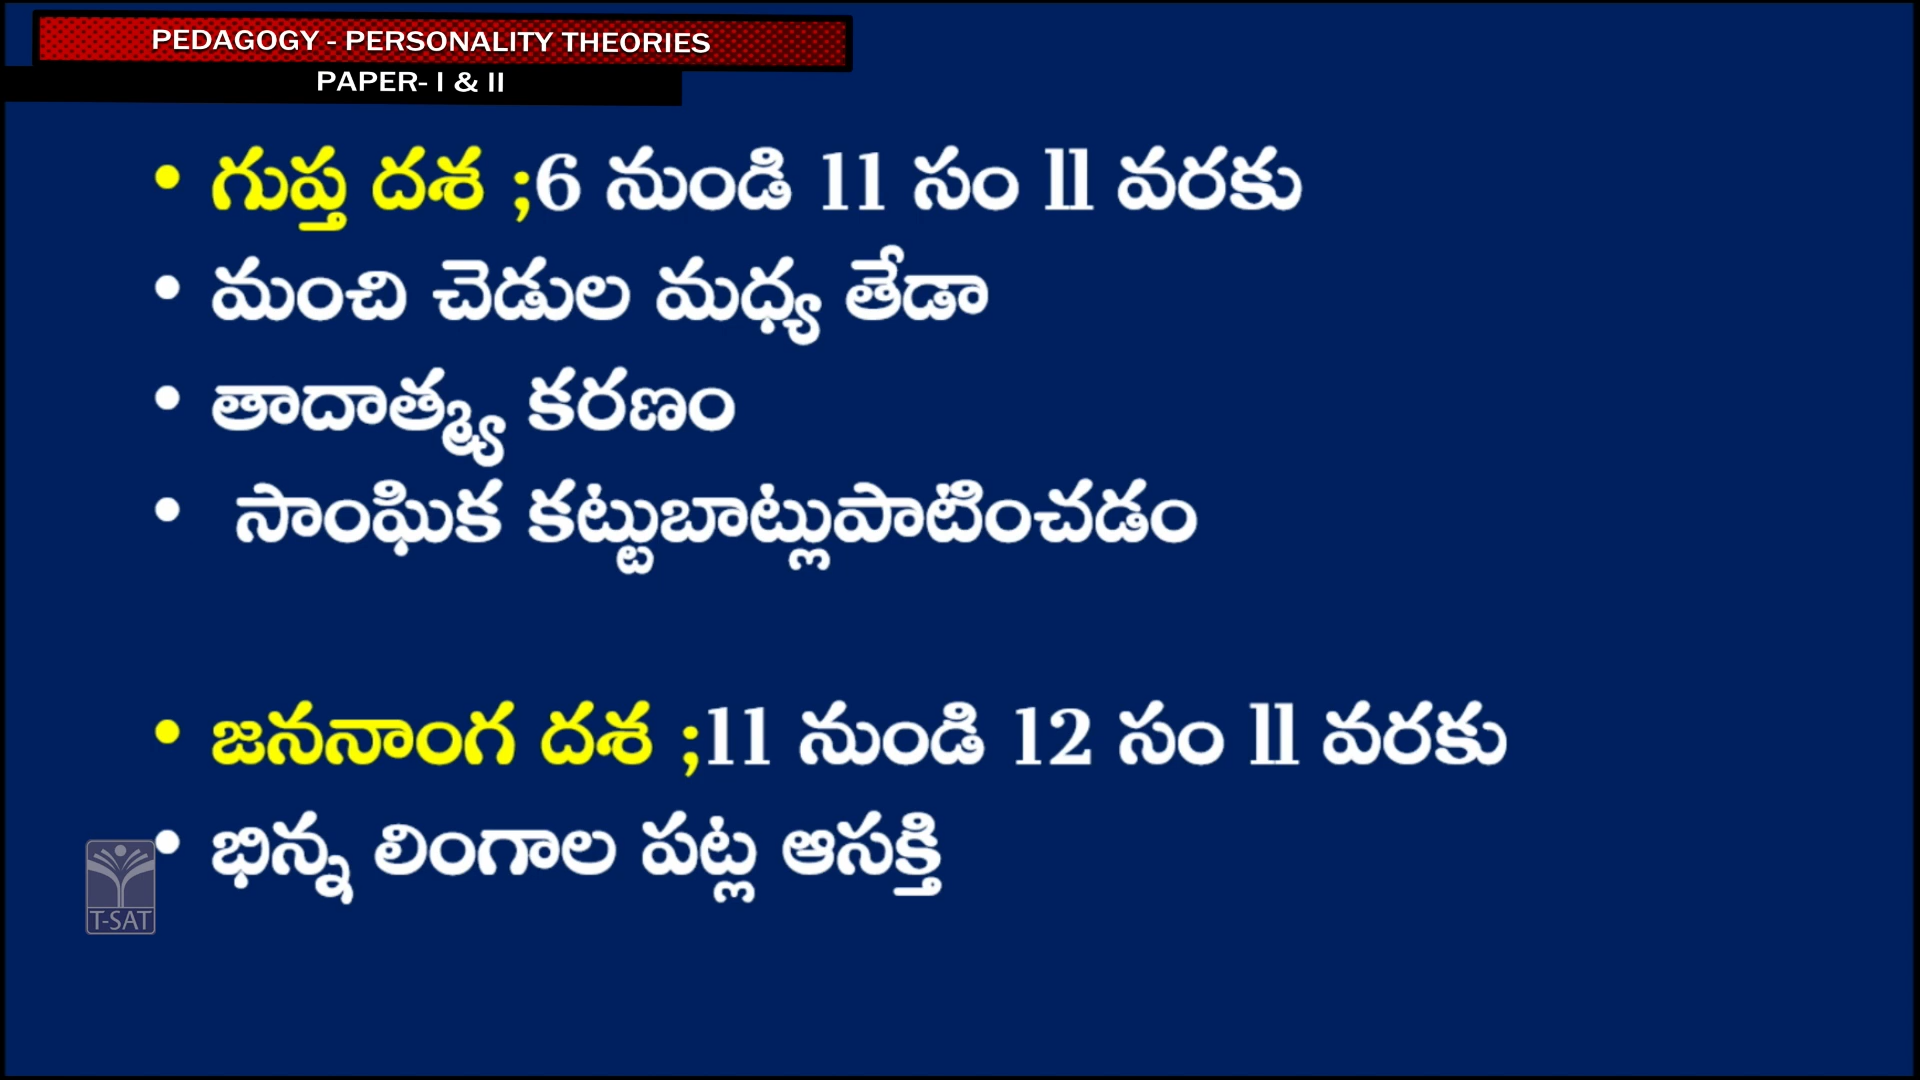 PEDAGOGY - PERSONALITY THEORIES
PAPER- I & II
• గుప్త దశ ;6 నుండి 11 సం ll వరకు
• మంచి చెడుల మధ్య తేడా
• తాదాత్మ్య కరణం
• సాంఘిక కట్టుబాట్లుపాటించడం
• జననాంగ దశ ;11 నుండి 12 సం ll వరకు
• భిన్న లింగాల పట్ల ఆసక్తి
T-SAT